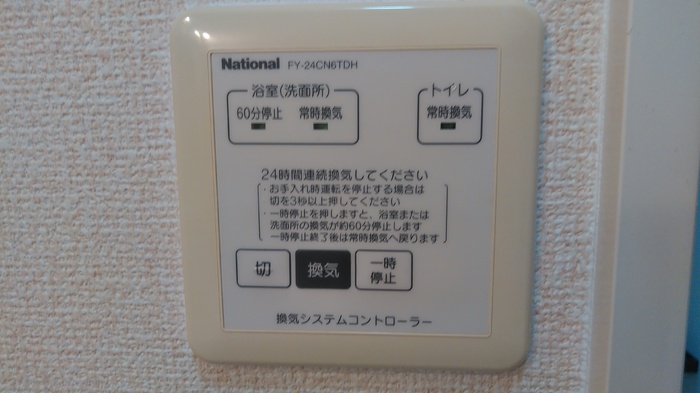 National FY-24CN6TDH
浴室(洗面所)
トイレ
60分停止 常時換気
常時換気
24時間連続換気してください
・お手入れ時運転を停止する場合は
切を3秒以上押してください
・一時停止を押しますと、浴室または
洗面所の換気が約60分停止します
一時停止終了後は常時換気へ戻ります
切
換気
一時
停止
換気システムコントローラー